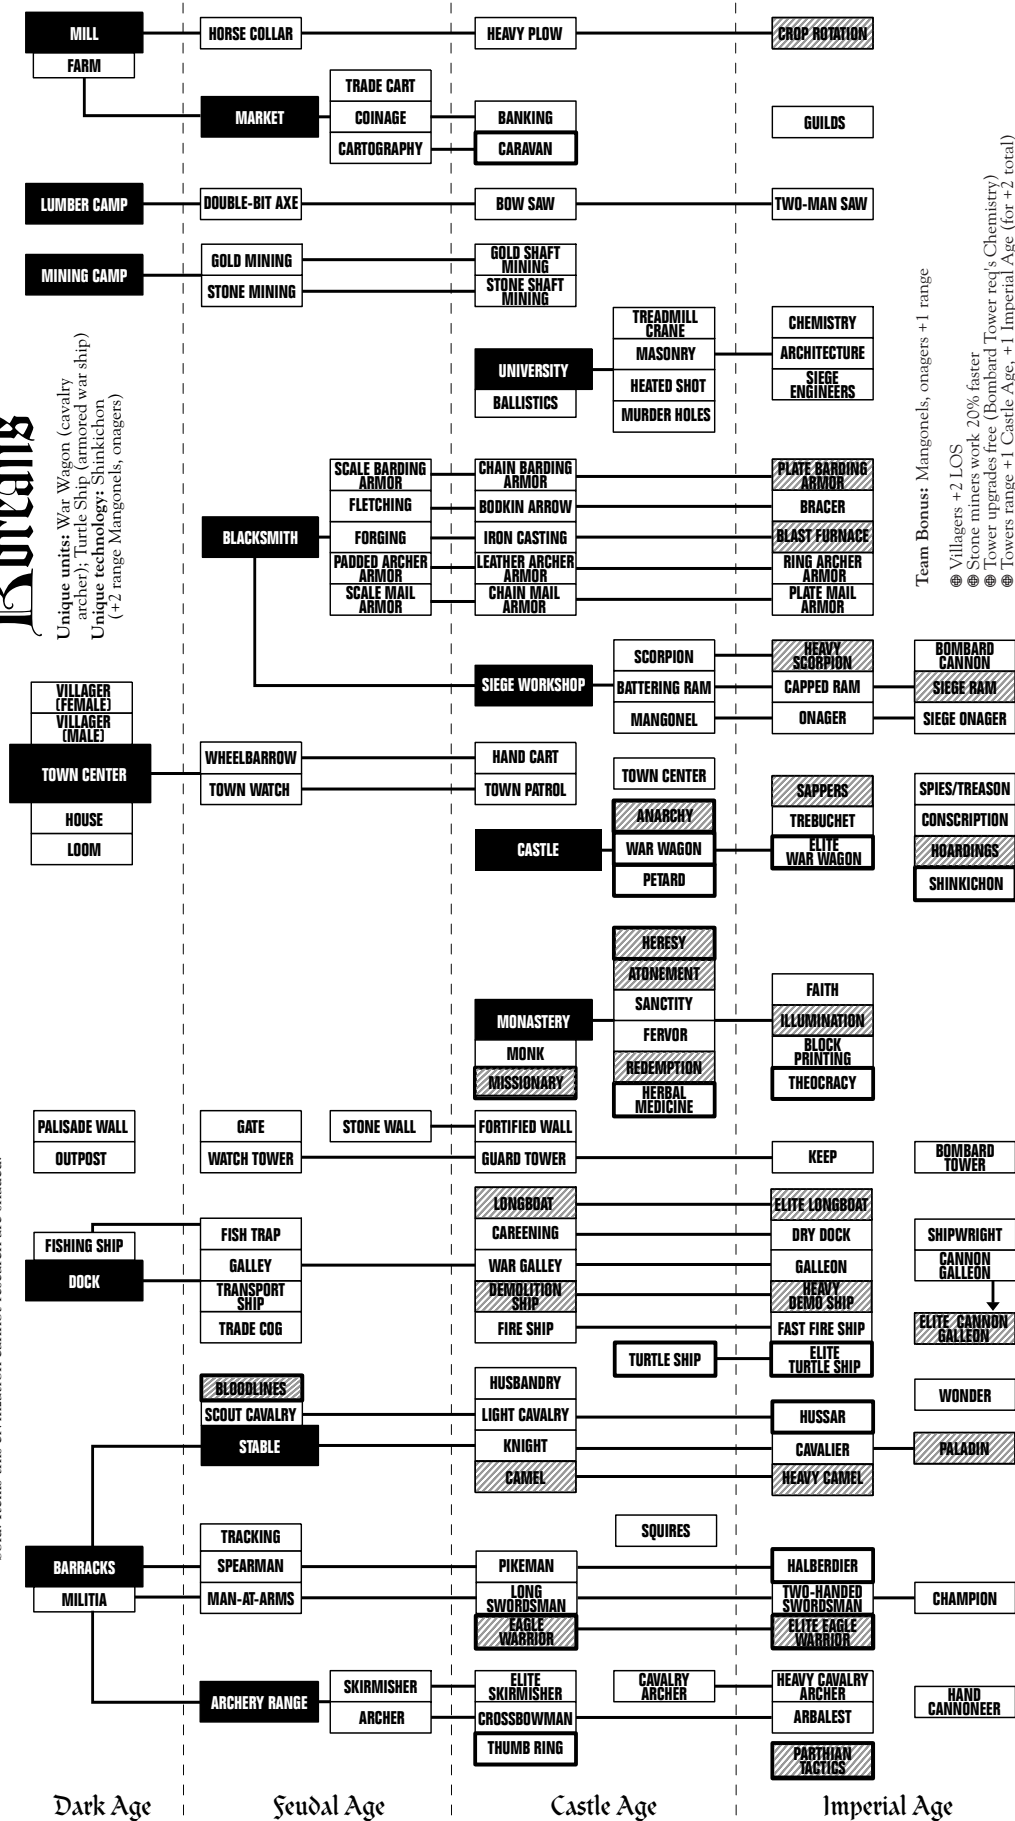 MILL
FARM
HORSE COLLAR
HEAVY PLOW
CROP ROTATION
MARKET
TRADE CART
COINAGE
CARTOGRAPHY
BANKING
CARAVAN
GUILDS
LUMBER CAMP
DOUBLE-BIT AXE
BOW SAW
TWO-MAN SAW
MINING CAMP
GOLD MINING
STONE MINING
GOLD SHAFT
MINING
STONE SHAFT
MINING
UNIVERSITY
BALLISTICS
TREADMILL
CRANE
MASONRY
HEATED SHOT
MURDER HOLES
CHEMISTRY
ARCHITECTURE
SIEGE
ENGINEERS
Koreans
Unique units: War Wagon (cavalry
archer); Turtle Ship (armored war ship)
Unique technology: Shinkichon
(+2 range Mangonels, onagers)
BLACKSMITH
SCALE BARDING
ARMOR
FLETCHING
FORGING
PADDED ARCHER
ARMOR
SCALE MAIL
ARMOR
CHAIN BARDING
ARMOR
BODKIN ARROW
IRON CASTING
LEATHER ARCHER
ARMOR
CHAIN MAIL
ARMOR
PLATE BARDING
ARMOR
BRACER
BLAST FURNACE
RING ARCHER
ARMOR
PLATE MAIL
ARMOR
Team Bonus: Mangonels, onagers +1 range
⊕ Villagers +2 LOS
⊕ Stone miners work 20% faster
⊕ Tower upgrades free (Bombard Tower req's Chemistry)
⊕ Towers range +1 Castle Age, +1 Imperial Age (for +2 total)
SIEGE WORKSHOP
SCORPION
BATTERING RAM
MANGONEL
HEAVY
SCORPION
CAPPED RAM
ONAGER
BOMBARD
CANNON
SIEGE RAM
SIEGE ONAGER
VILLAGER
(FEMALE)
VILLAGER
(MALE)
TOWN CENTER
HOUSE
LOOM
WHEELBARROW
TOWN WATCH
HAND CART
TOWN PATROL
TOWN CENTER
CASTLE
ANARCHY
WAR WAGON
PETARD
SAPPERS
TREBUCHET
ELITE
WAR WAGON
SPIES/TREASON
CONSCRIPTION
HOARDINGS
SHINKICHON
MONASTERY
MONK
MISSIONARY
HERESY
ATONEMENT
SANCTITY
FERVOR
REDEMPTION
HERBAL
MEDICINE
FAITH
ILLUMINATION
BLOCK
PRINTING
THEOCRACY
PALISADE WALL
OUTPOST
GATE
WATCH TOWER
STONE WALL
FORTIFIED WALL
GUARD TOWER
KEEP
BOMBARD
TOWER
FISHING SHIP
DOCK
FISH TRAP
GALLEY
TRANSPORT
SHIP
TRADE COG
LONGBOAT
CAREENING
WAR GALLEY
DEMOLITION
SHIP
FIRE SHIP
TURTLE SHIP
ELITE LONGBOAT
DRY DOCK
GALLEON
HEAVY
DEMO SHIP
FAST FIRE SHIP
ELITE
TURTLE SHIP
SHIPWRIGHT
CANNON
GALLEON
ELITE CANNON
GALLEON
BLOODLINES
SCOUT CAVALRY
STABLE
HUSBANDRY
LIGHT CAVALRY
KNIGHT
CAMEL
HUSSAR
CAVALIER
HEAVY CAMEL
WONDER
PALADIN
BARRACKS
MILITIA
TRACKING
SPEARMAN
MAN-AT-ARMS
PIKEMAN
LONG
SWORDSMAN
EAGLE
WARRIOR
SQUIRES
HALBERDIER
TWO-HANDED
SWORDSMAN
ELITE EAGLE
WARRIOR
CHAMPION
ARCHERY RANGE
SKIRMISHER
ARCHER
ELITE
SKIRMISHER
CROSSBOWMAN
THUMB RING
CAVALRY
ARCHER
HEAVY CAVALRY
ARCHER
ARBALEST
PARTHIAN
TACTICS
HAND
CANNONEER
Dark Age
Feudal Age
Castle Age
Imperial Age